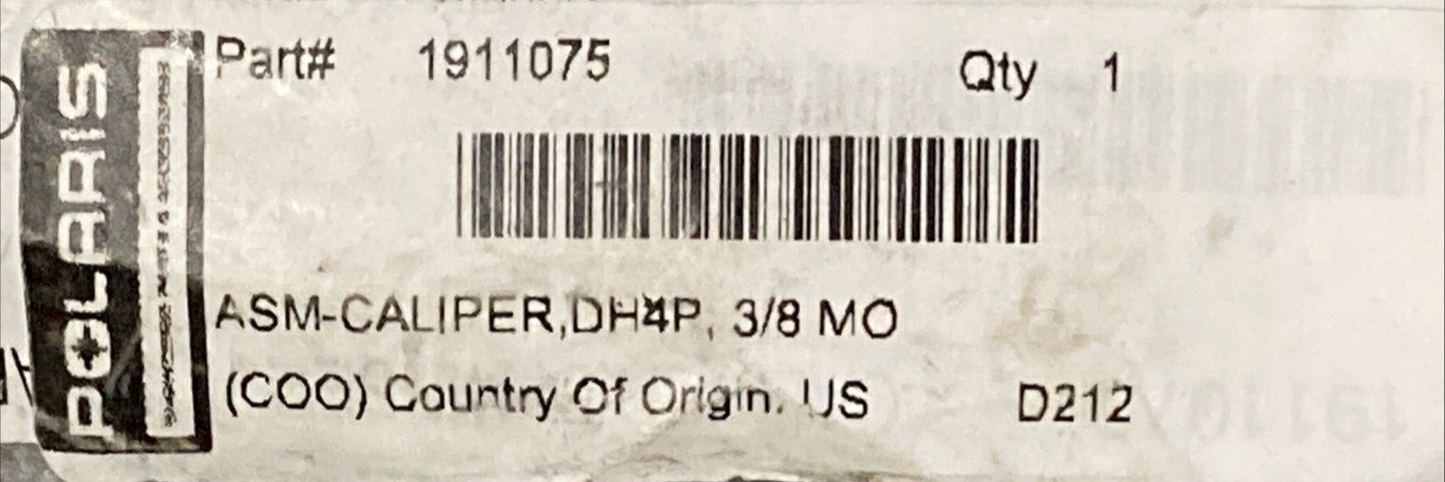 POLARIS
Part# 1911075 Qty 1
ASM-CALIPER,DH4P, 3/8 MO
(COO) Country Of Origin. US D212